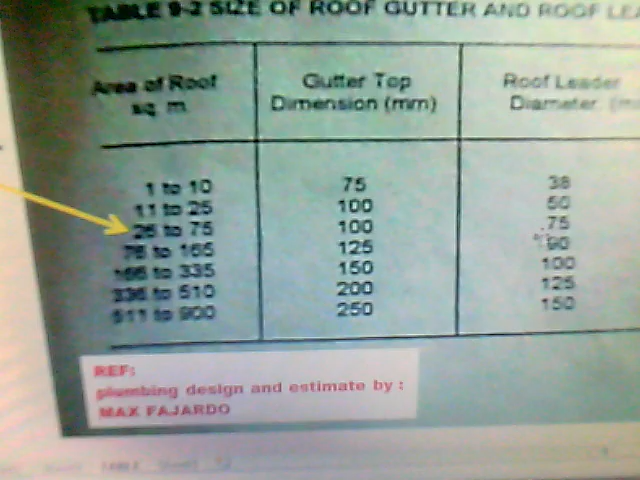 TABLE 9-2 SIZE OF ROOF GUTTER AND ROOF LEA
Area of Roof Gutter Top Roof Leader
sq m Dimension (mm) Diameter (m
1 to 10 75 38
11 to 25 100 50
26 to 75 100 75
76 to 165 125 90
166 to 335 150 100
336 to 510 200 125
511 to 900 250 150
REF:
plumbing design and estimate by :
MAX FAJARDO